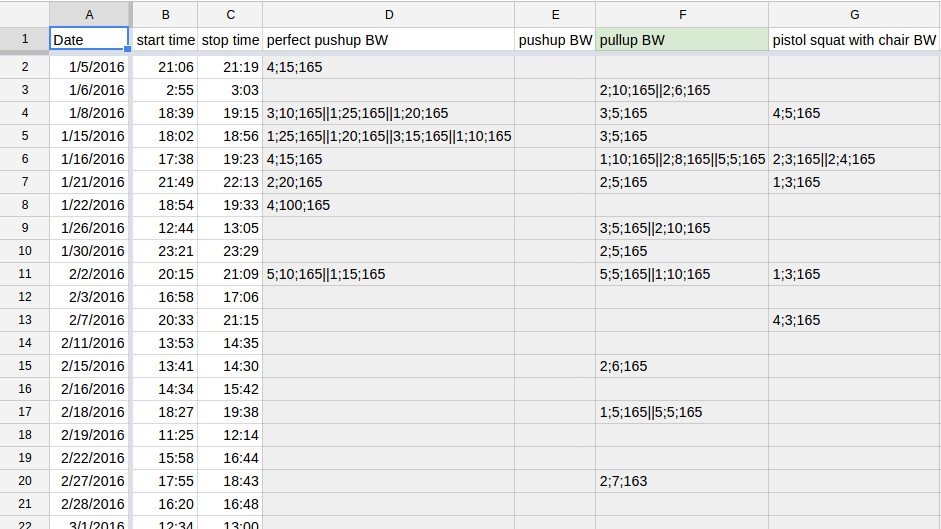 A B C D E F G
1 Date start time stop time perfect pushup BW pushup BW pullup BW pistol squat with chair BW
2 1/5/2016 21:06 21:19 4;15;165
3 1/6/2016 2:55 3:03 2;10;165||2;6;165
4 1/8/2016 18:39 19:15 3;10;165||1;25;165||1;20;165 3;5;165 4;5;165
5 1/15/2016 18:02 18:56 1;25;165||1;20;165||3;15;165||1;10;165 3;5;165
6 1/16/2016 17:38 19:23 4;15;165 1;10;165||2;8;165||5;5;165 2;3;165||2;4;165
7 1/21/2016 21:49 22:13 2;20;165 2;5;165 1;3;165
8 1/22/2016 18:54 19:33 4;100;165
9 1/26/2016 12:44 13:05 3;5;165||2;10;165
10 1/30/2016 23:21 23:29 2;5;165
11 2/2/2016 20:15 21:09 5;10;165||1;15;165 5;5;165||1;10;165 1;3;165
12 2/3/2016 16:58 17:06
13 2/7/2016 20:33 21:15 4;3;165
14 2/11/2016 13:53 14:35
15 2/15/2016 13:41 14:30 2;6;165
16 2/16/2016 14:34 15:42
17 2/18/2016 18:27 19:38 1;5;165||5;5;165
18 2/19/2016 11:25 12:14
19 2/22/2016 15:58 16:44
20 2/27/2016 17:55 18:43 2;7;163
21 2/28/2016 16:20 16:48
22 3/1/2016 12:34 13:00